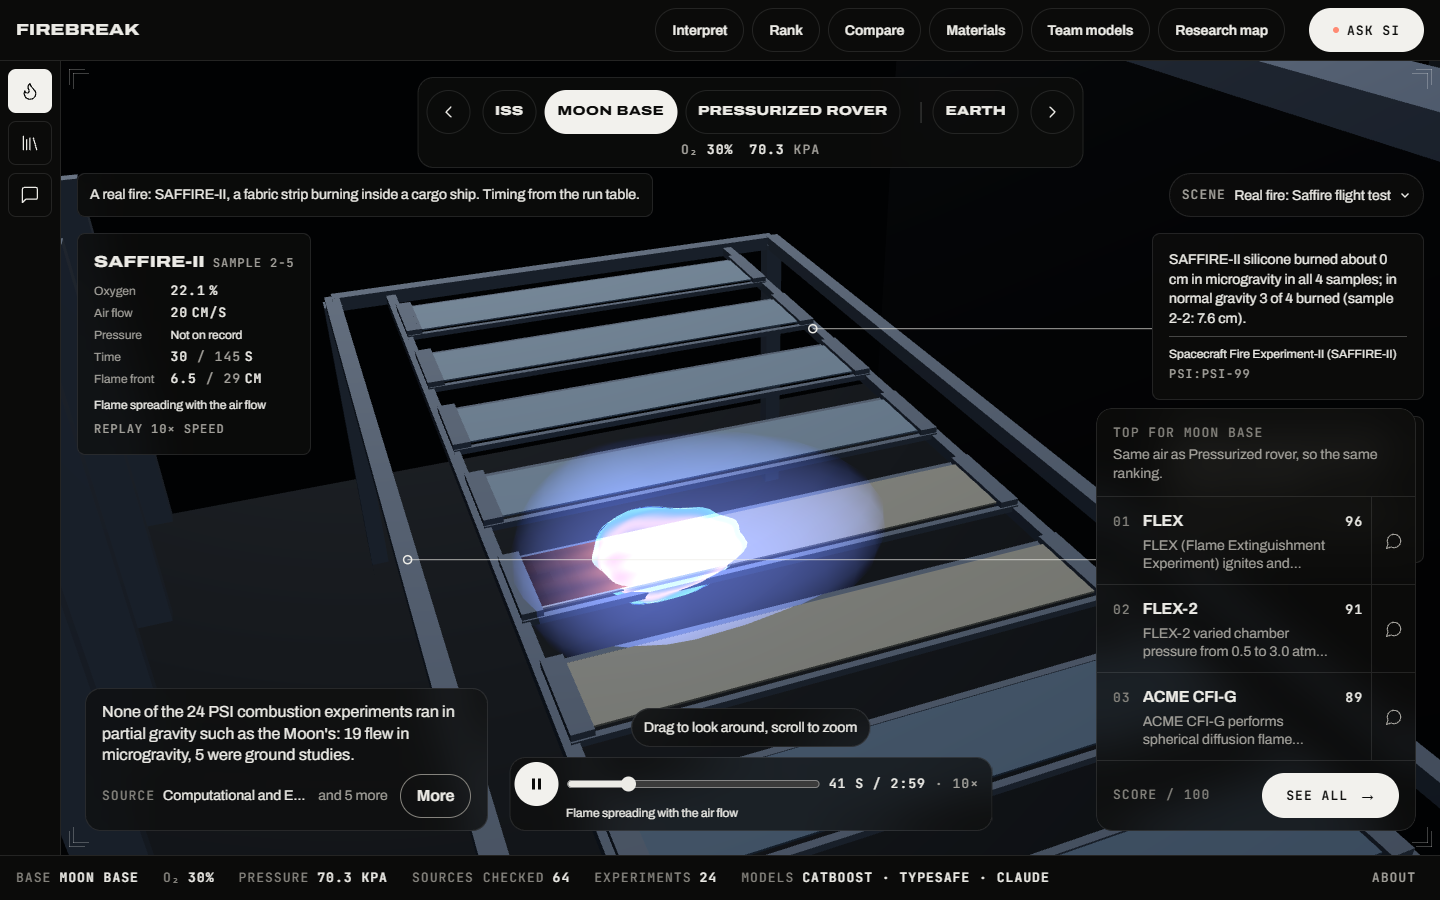 FIREBREAK
Interpret
Rank
Compare
Materials
Team models
Research map
ASK SI
ISS
MOON BASE
PRESSURIZED ROVER
EARTH
O₂ 30% 70.3 KPA
A real fire: SAFFIRE-II, a fabric strip burning inside a cargo ship. Timing from the run table.
SCENE Real fire: Saffire flight test
SAFFIRE-II SAMPLE 2-5
Oxygen 22.1 %
Air flow 20 CM/S
Pressure Not on record
Time 30 / 145 S
Flame front 6.5 / 29 CM
Flame spreading with the air flow
REPLAY 10× SPEED
SAFFIRE-II silicone burned about 0
cm in microgravity in all 4 samples; in
normal gravity 3 of 4 burned (sample
2-2: 7.6 cm).
Spacecraft Fire Experiment-II (SAFFIRE-II)
PSI:PSI-99
TOP FOR MOON BASE
Same air as Pressurized rover, so the same
ranking.
01 FLEX 96
FLEX (Flame Extinguishment
Experiment) ignites and...
02 FLEX-2 91
FLEX-2 varied chamber
pressure from 0.5 to 3.0 atm...
03 ACME CFI-G 89
ACME CFI-G performs
spherical diffusion flame...
SCORE / 100
SEE ALL →
None of the 24 PSI combustion experiments ran in
partial gravity such as the Moon's: 19 flew in
microgravity, 5 were ground studies.
SOURCE Computational and E... and 5 more
More
Drag to look around, scroll to zoom
41 S / 2:59 · 10×
Flame spreading with the air flow
BASE MOON BASE O₂ 30% PRESSURE 70.3 KPA SOURCES CHECKED 64 EXPERIMENTS 24 MODELS CATBOOST · TYPESAFE · CLAUDE ABOUT